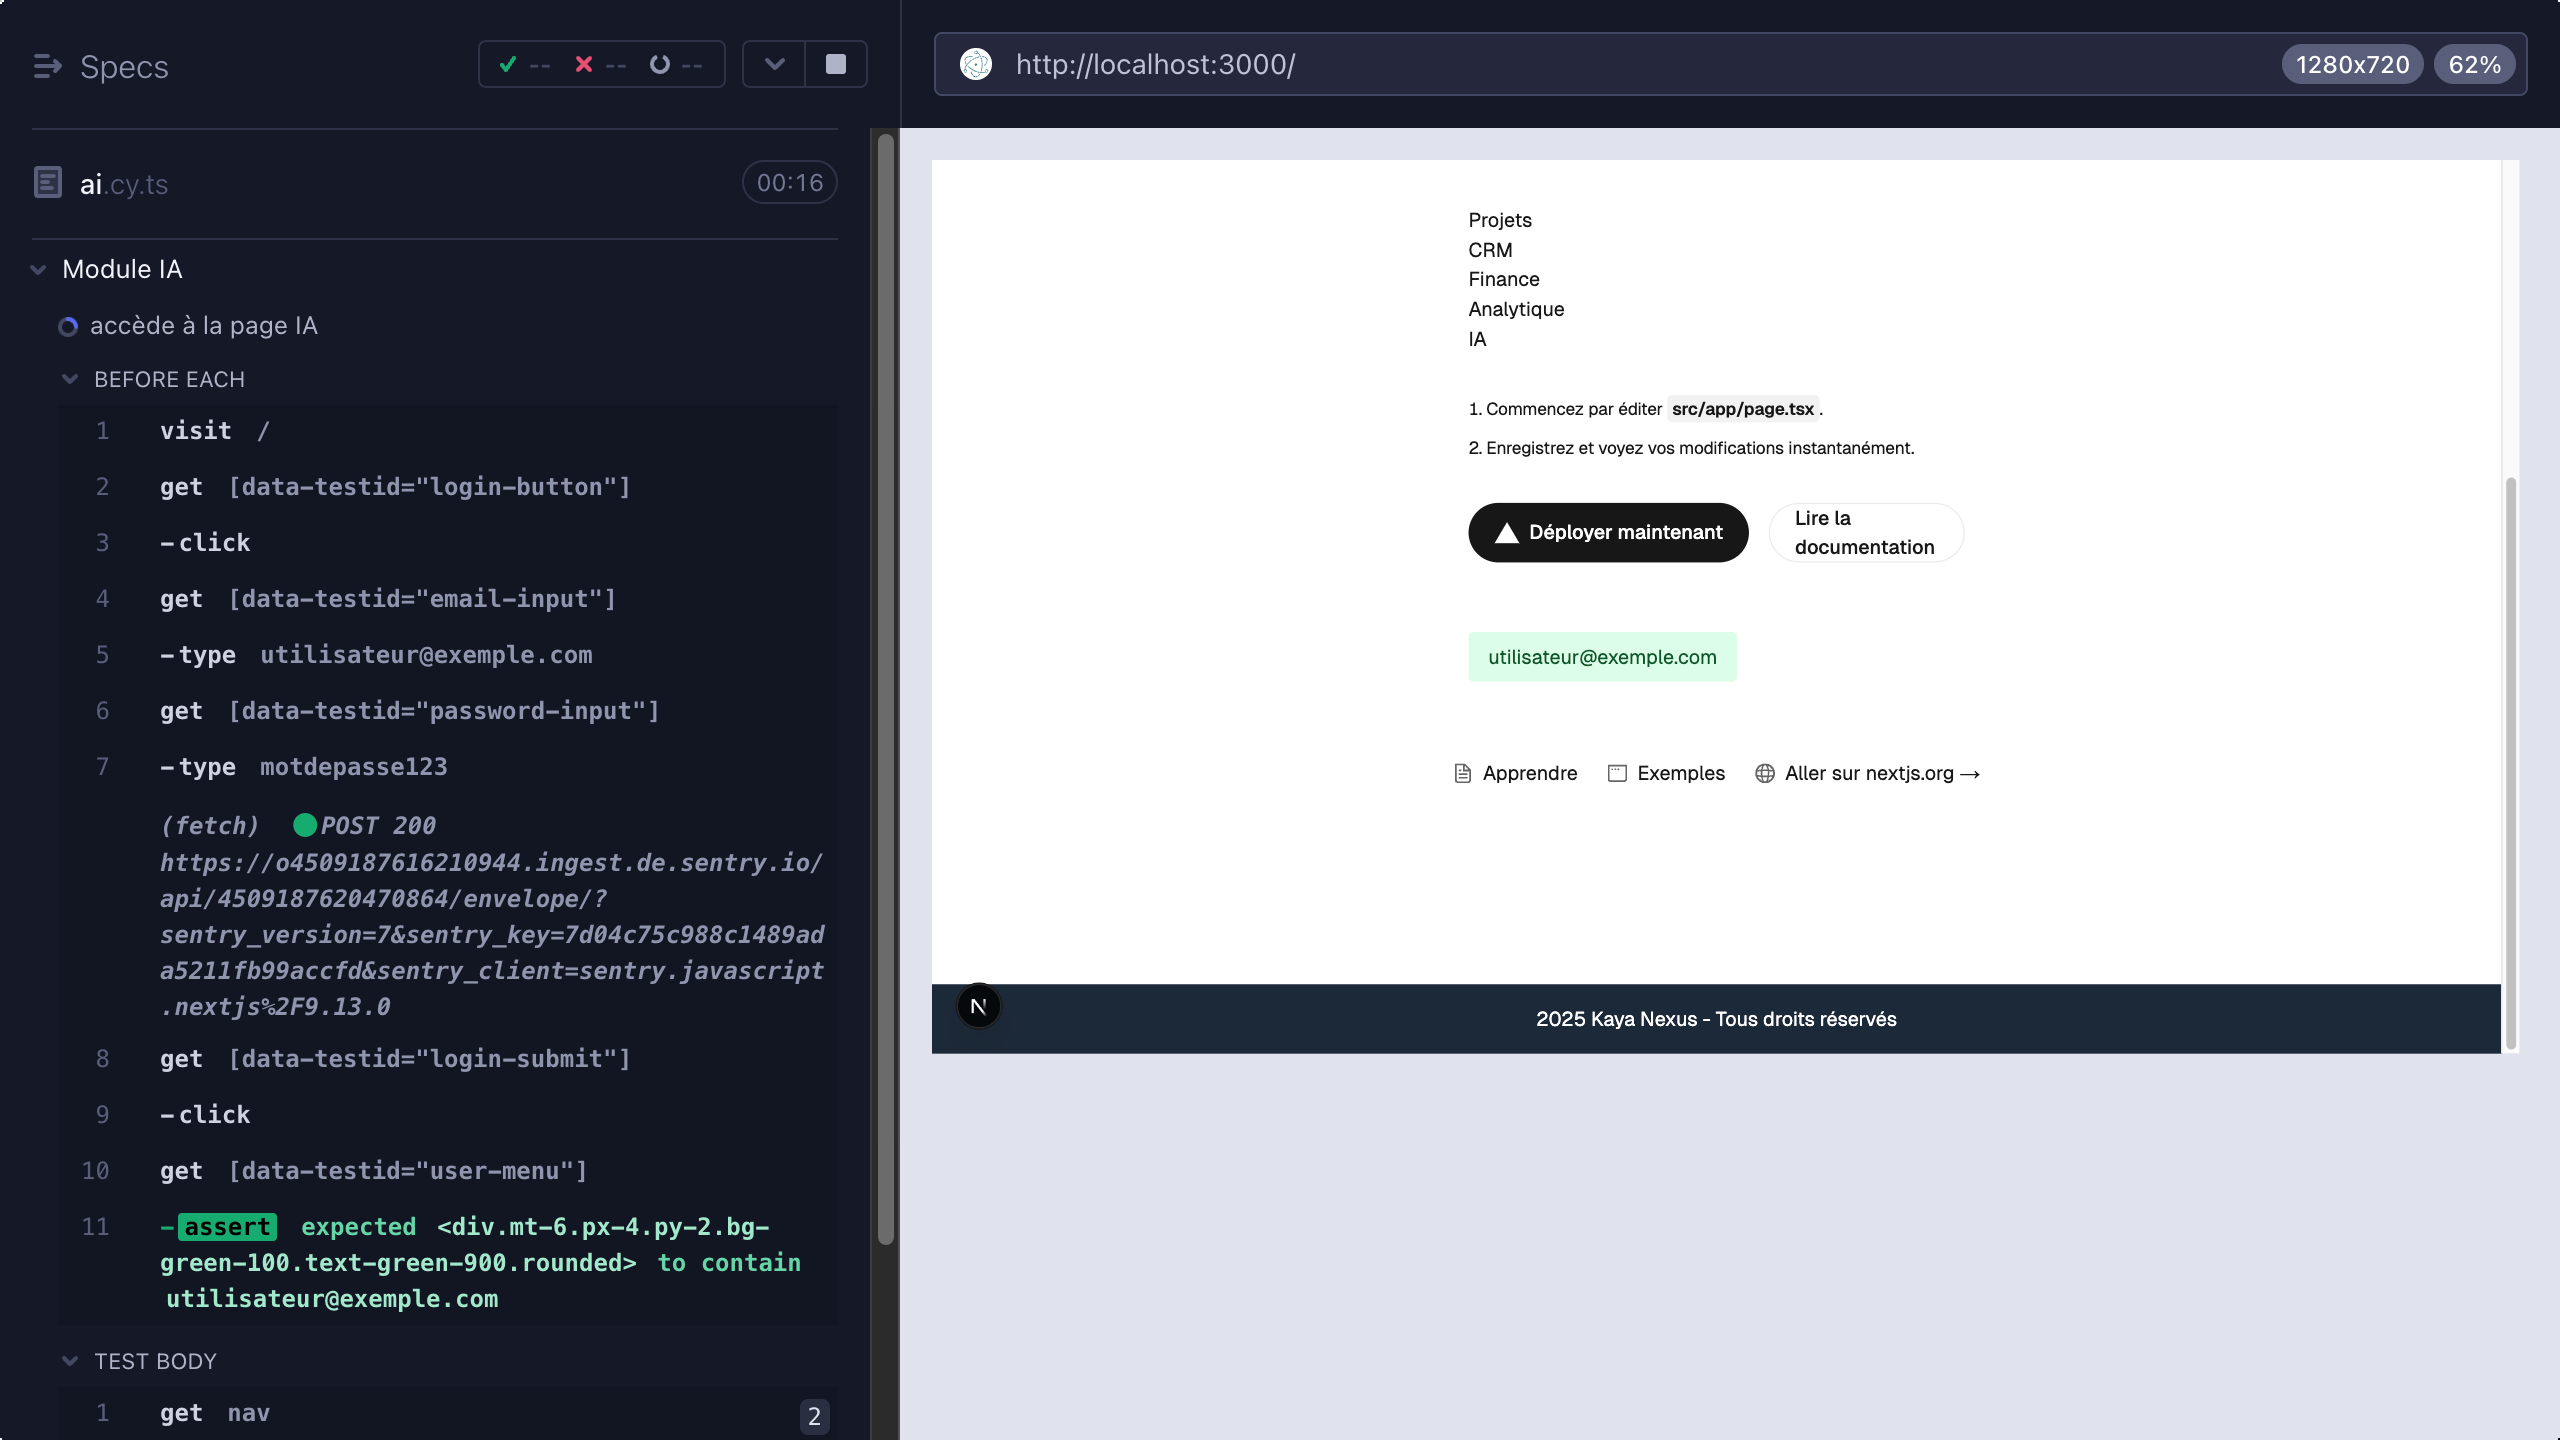 Specs
-- -- --
ai.cy.ts
00:16
Module IA
accède à la page IA
BEFORE EACH
1 visit /
2 get [data-testid="login-button"]
3 -click
4 get [data-testid="email-input"]
5 -type utilisateur@exemple.com
6 get [data-testid="password-input"]
7 -type motdepasse123
(fetch) POST 200
https://o4509187616210944.ingest.de.sentry.io/
api/4509187620470864/envelope/?
sentry_version=7&sentry_key=7d04c75c988c1489ad
a5211fb99accfd&sentry_client=sentry.javascript
.nextjs%2F9.13.0
8 get [data-testid="login-submit"]
9 -click
10 get [data-testid="user-menu"]
11 -assert expected <div.mt-6.px-4.py-2.bg-
green-100.text-green-900.rounded> to contain
utilisateur@exemple.com
TEST BODY
1 get nav 2
http://localhost:3000/
1280x720 62%
Projets
CRM
Finance
Analytique
IA
1. Commencez par éditer src/app/page.tsx .
2. Enregistrez et voyez vos modifications instantanément.
Déployer maintenant
Lire la
documentation
utilisateur@exemple.com
Apprendre Exemples Aller sur nextjs.org →
N
2025 Kaya Nexus - Tous droits réservés